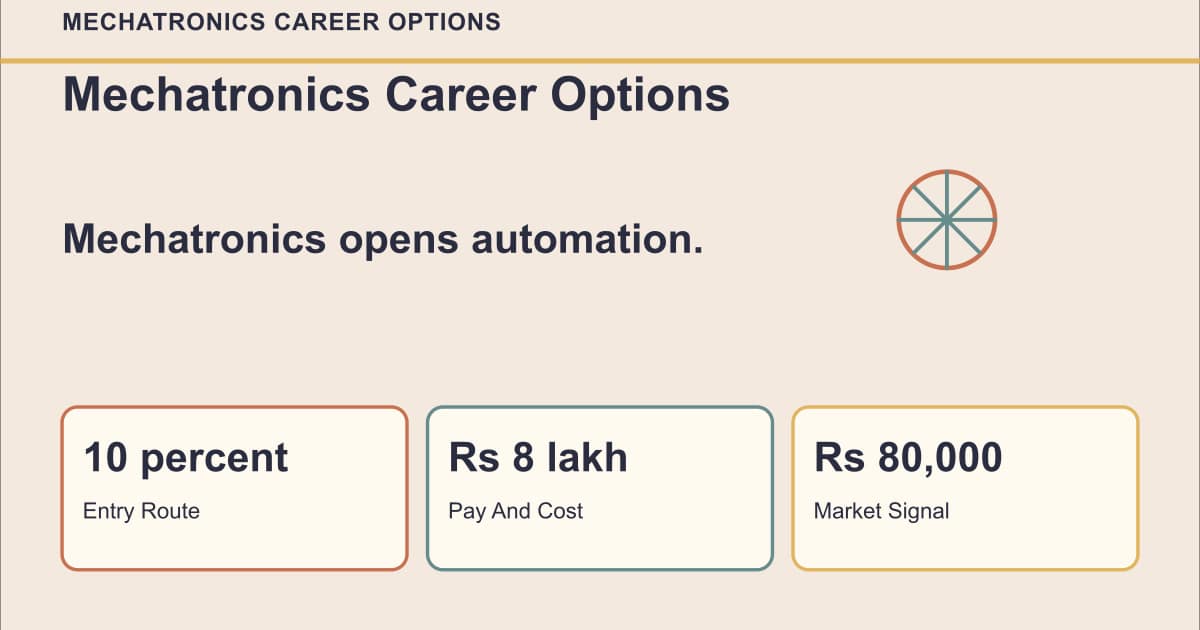 MECHATRONICS CAREER OPTIONS
Mechatronics Career Options
Mechatronics opens automation.
10 percent
Entry Route
Rs 8 lakh
Pay And Cost
Rs 80,000
Market Signal